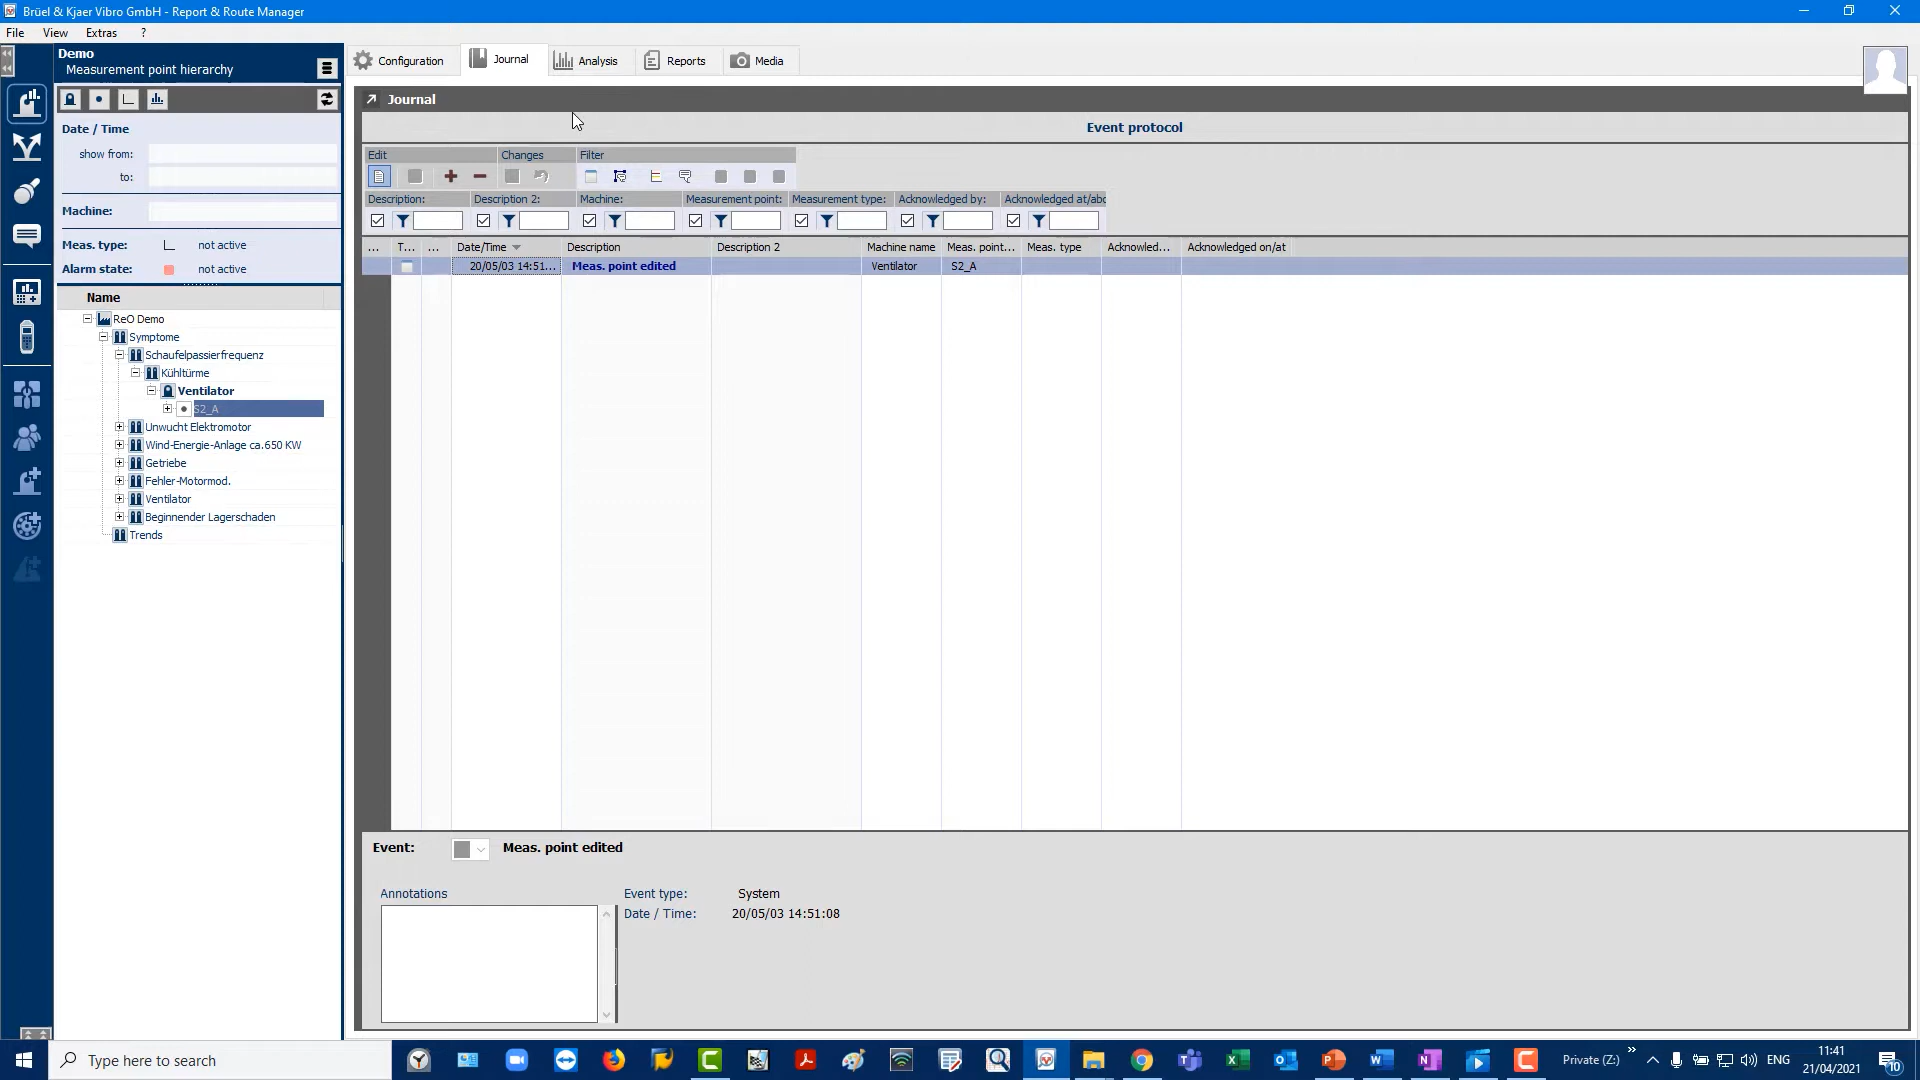 Brüel & Kjaer Vibro GmbH - Report & Route Manager
File View Extras ?
Demo
Measurement point hierarchy
Configuration Journal Analysis Reports Media
Journal
Event protocol
Date / Time
show from:
to:
Machine:
Meas. type: not active
Alarm state: not active
Name
ReO Demo
Symptome
Schaufelpassierfrequenz
Kühltürme
Ventilator
S2_A
Unwucht Elektromotor
Wind-Energie-Anlage ca.650 KW
Getriebe
Fehler-Motormod.
Ventilator
Beginnender Lagerschaden
Trends
Edit Changes Filter
Description: Description 2: Machine: Measurement point: Measurement type: Acknowledged by: Acknowledged at/abo
... T... ... Date/Time Description Description 2 Machine name Meas. point... Meas. type Acknowled... Acknowledged on/at
20/05/03 14:51... Meas. point edited Ventilator S2_A
Event: Meas. point edited
Annotations
Event type: System
Date / Time: 20/05/03 14:51:08
Type here to search
Private (Z:) » ENG
11:41
21/04/2021
10